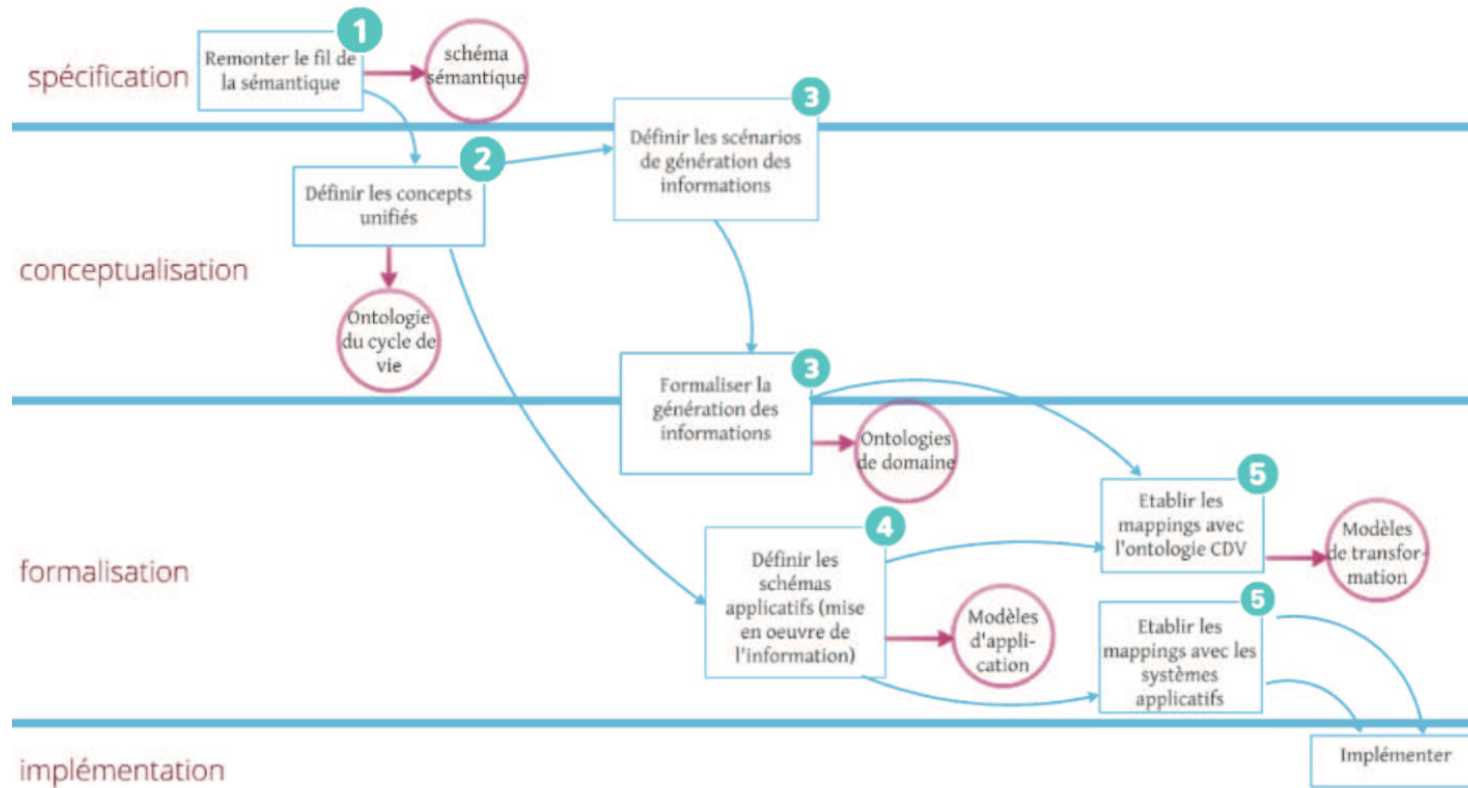 spécification
1
Remonter le fil de
la sémantique
schéma
sémantique
2
Définir les concepts
unifiés
3
Définir les scénarios
de génération des
informations
conceptualisation
Ontologie
du cycle de
vie
3
Formaliser la
génération des
informations
Ontologies
de domaine
formalisation
4
Définir les
schémas
applicatifs (mise
en oeuvre de
l'information)
Modèles
d'appli-
cation
5
Etablir les
mappings avec
l'ontologie CDV
Modèles
de transfor-
mation
5
Etablir les
mappings avec les
systèmes
applicatifs
implémentation
Implémenter